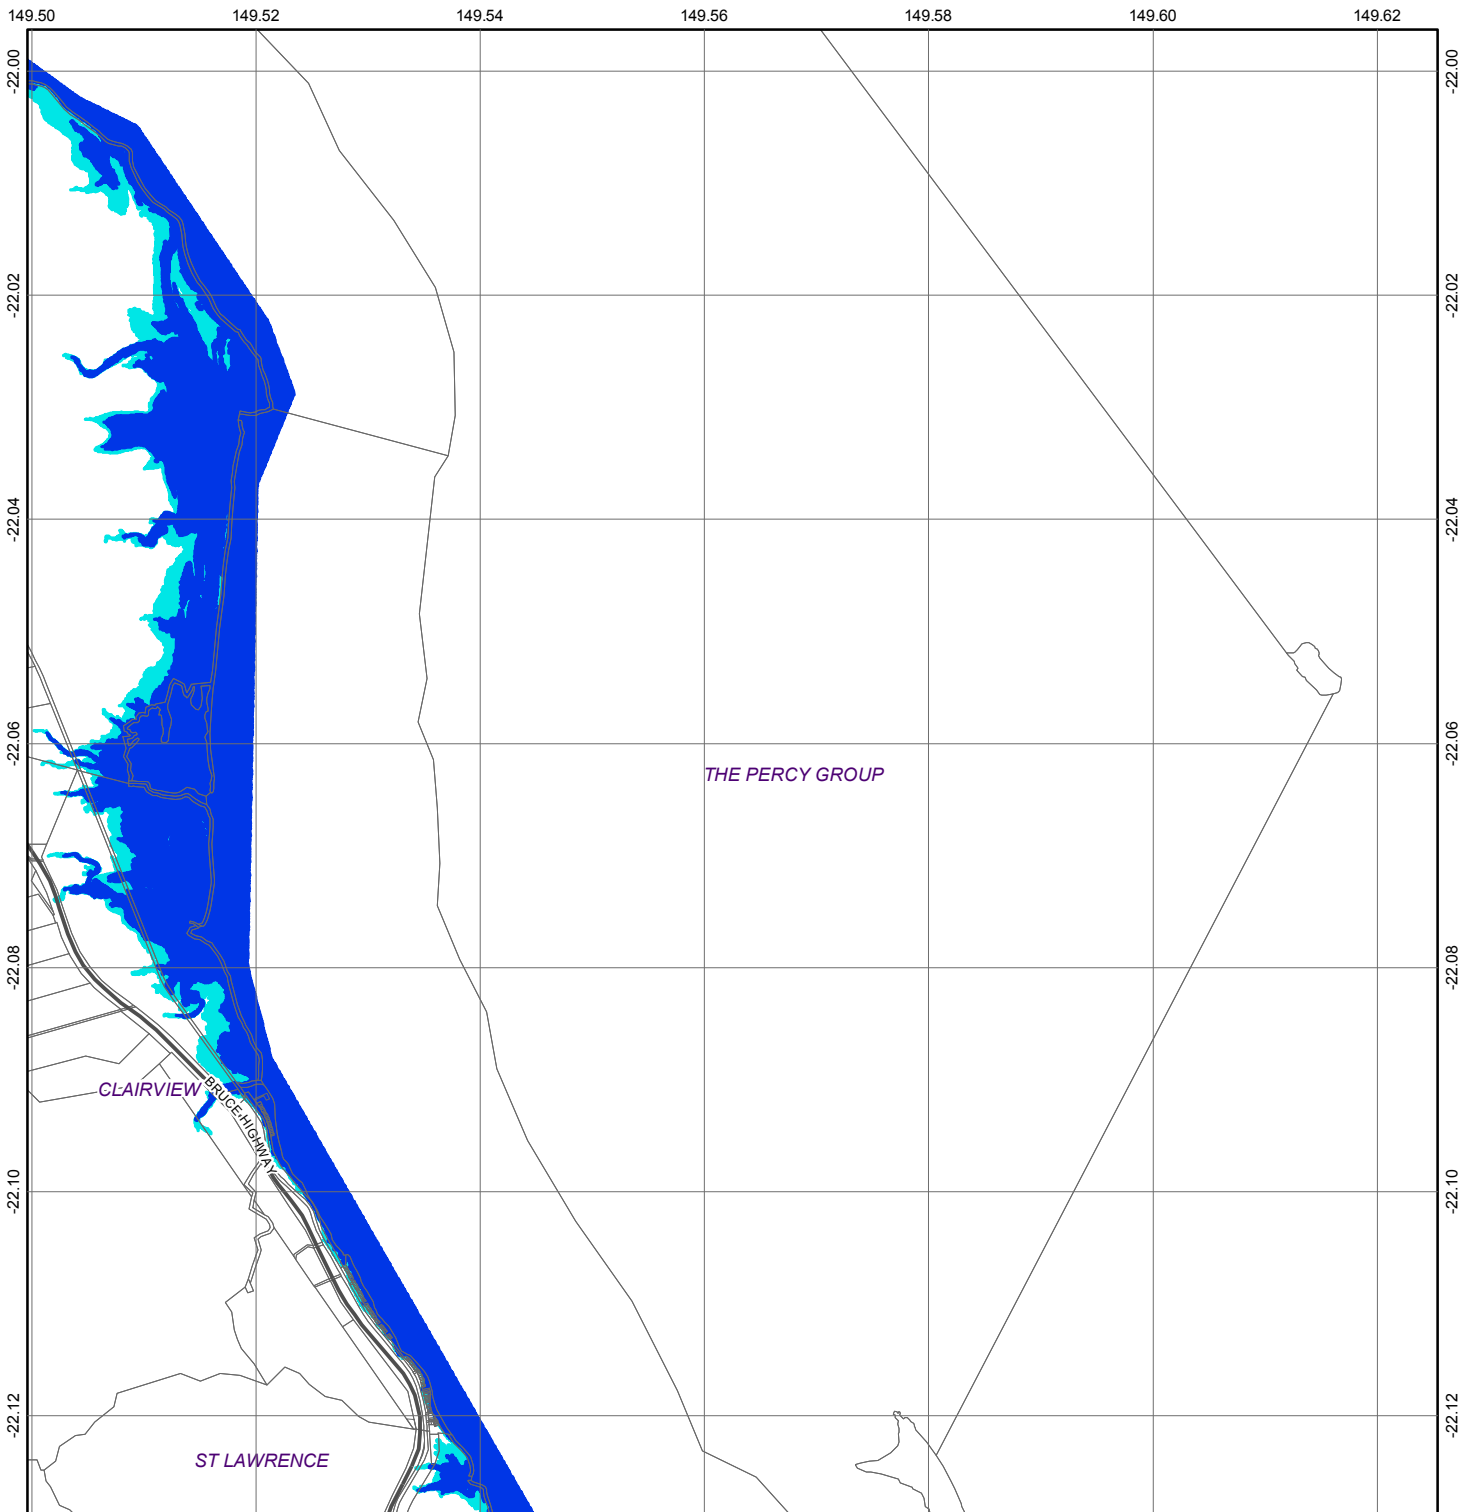 149.50 149.52 149.54 149.56 149.58 149.60 149.62
-22.00 -22.00
-22.02 -22.02
-22.04 -22.04
-22.06 -22.06
THE PERCY GROUP
-22.08 -22.08
CLAIRVIEW
BRUCE HIGHWAY
-22.10 -22.10
-22.12 -22.12
ST LAWRENCE